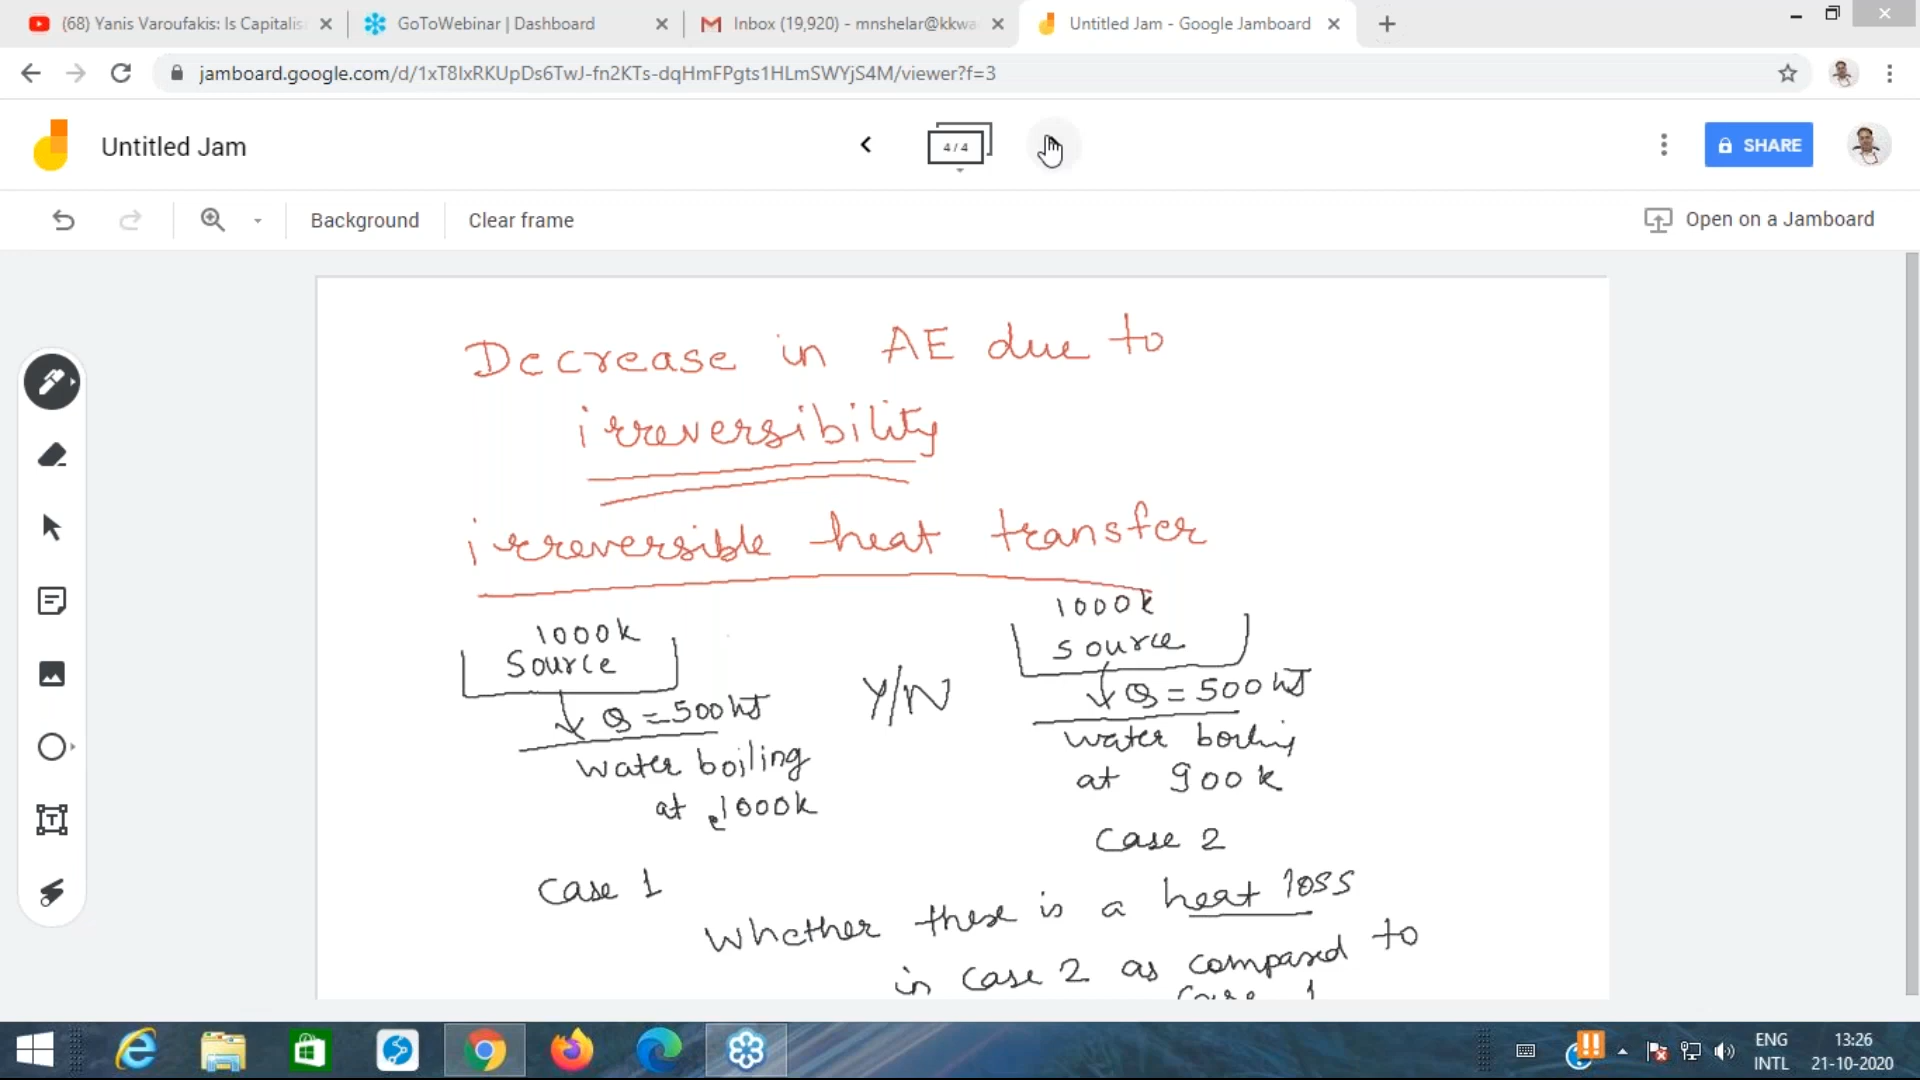 (68) Yanis Varoufakis: Is Capitalis
GoToWebinar | Dashboard
Inbox (19,920) - mnshelar@kkwa
Untitled Jam - Google Jamboard
jamboard.google.com/d/1xT8IxRKUpDs6TwJ-fn2KTs-dqHmFPgts1HLmSWYjS4M/viewer?f=3
Untitled Jam
4 / 4
SHARE
Background
Clear frame
Open on a Jamboard
Decrease in AE due to
irreversibility
irreversible heat transfer
1000k
Source
Q = 500 kJ
water boiling
at 1000k
Case 1
Y/N
1000k
source
Q = 500 kJ
water boiling
at 900k
Case 2
Whether there is a heat loss
in case 2 as compared to
case 1
ENG
INTL
13:26
21-10-2020